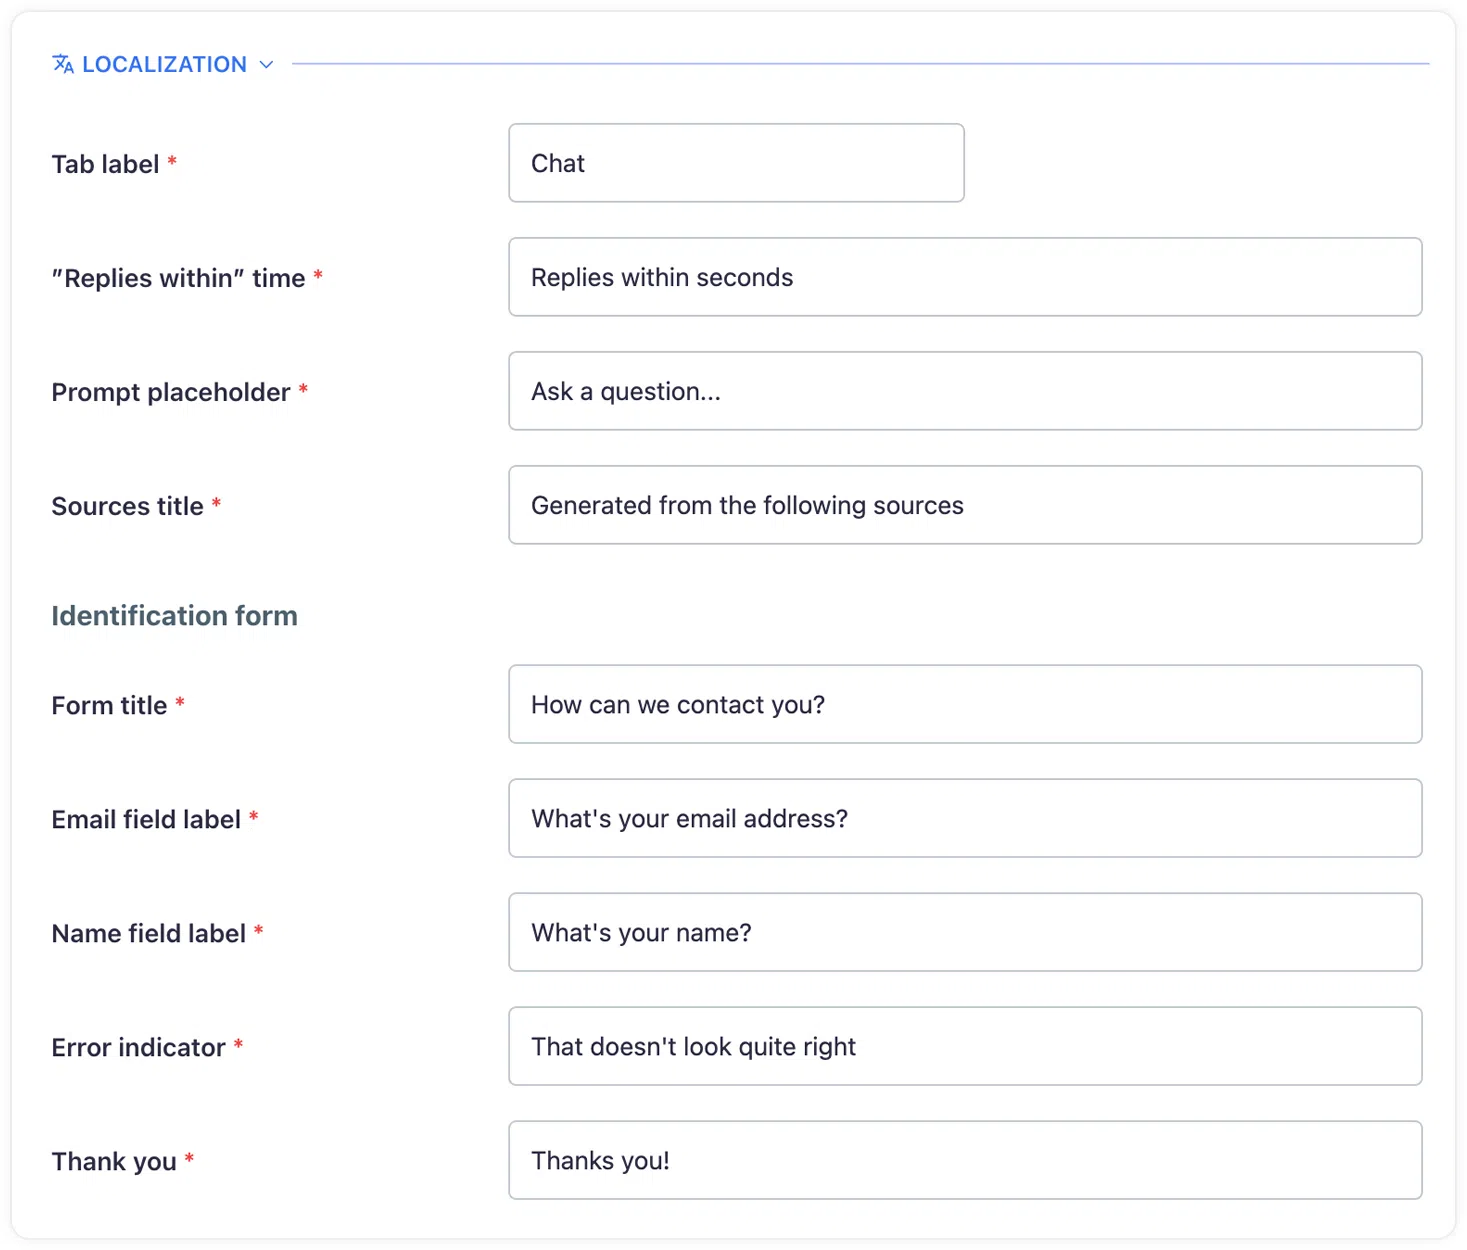 LOCALIZATION
Tab label * Chat
”Replies within” time * Replies within seconds
Prompt placeholder * Ask a question...
Sources title * Generated from the following sources
Identification form
Form title * How can we contact you?
Email field label * What's your email address?
Name field label * What's your name?
Error indicator * That doesn't look quite right
Thank you * Thanks you!